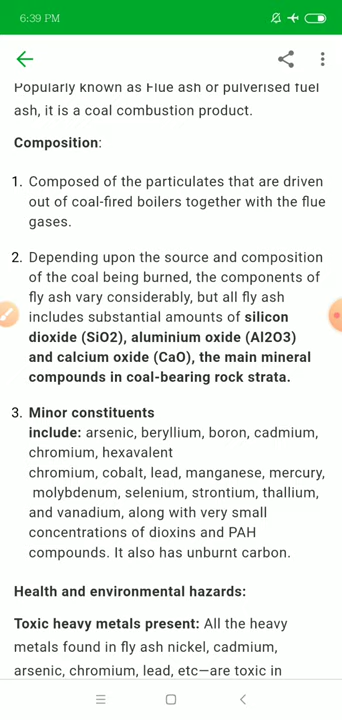 6:39 PM
Popularly known as Flue ash or pulverised fuel
ash, it is a coal combustion product.
Composition:
1. Composed of the particulates that are driven
out of coal-fired boilers together with the flue
gases.
2. Depending upon the source and composition
of the coal being burned, the components of
fly ash vary considerably, but all fly ash
includes substantial amounts of silicon
dioxide (SiO2), aluminium oxide (Al2O3)
and calcium oxide (CaO), the main mineral
compounds in coal-bearing rock strata.
3. Minor constituents
include: arsenic, beryllium, boron, cadmium,
chromium, hexavalent
chromium, cobalt, lead, manganese, mercury,
molybdenum, selenium, strontium, thallium,
and vanadium, along with very small
concentrations of dioxins and PAH
compounds. It also has unburnt carbon.
Health and environmental hazards:
Toxic heavy metals present: All the heavy
metals found in fly ash nickel, cadmium,
arsenic, chromium, lead, etc—are toxic in